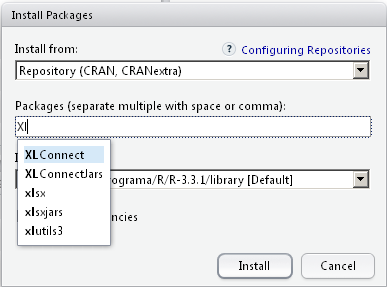 Install Packages
Install from:
? Configuring Repositories
Repository (CRAN, CRANextra)
Packages (separate multiple with space or comma):
Xl
XLConnect
XLConnectJars
xlsx
xlsxjars
xlutils3
ograma/R/R-3.3.1/library [Default]
encies
Install
Cancel